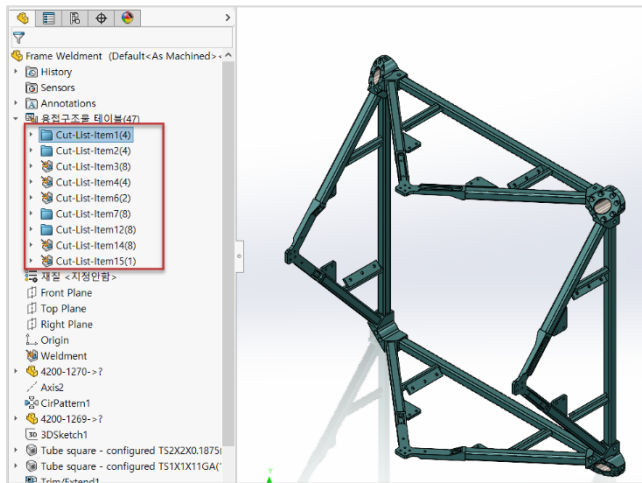 Frame Weldment (Default<As Machined><
History
Sensors
Annotations
용접구조물 테이블(47)
Cut-List-Item1(4)
Cut-List-Item2(4)
Cut-List-Item3(8)
Cut-List-Item4(4)
Cut-List-Item6(2)
Cut-List-Item7(8)
Cut-List-Item12(8)
Cut-List-Item14(8)
Cut-List-Item15(1)
재질 <지정안함>
Front Plane
Top Plane
Right Plane
Origin
Weldment
4200-1270->?
Axis2
CirPattern1
4200-1269->?
3D 3DSketch1
Tube square - configured TS2X2X0.1875(
Tube square - configured TS1X1X11GA(
Trim/Extend1
Y